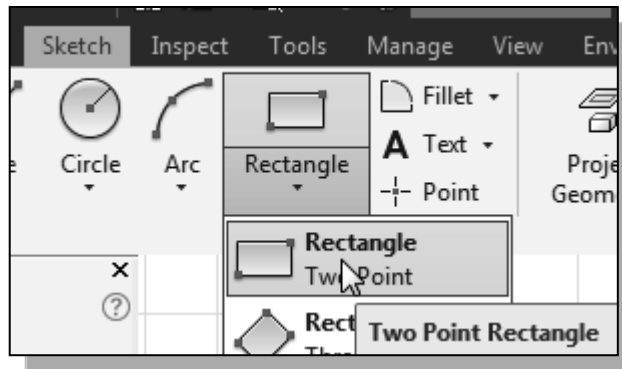 Sketch Inspect Tools Manage View Env
Circle Arc Rectangle
Fillet
A Text
Point
Proje
Geom
Rectangle
Two Point
Rect
Two Point Rectangle